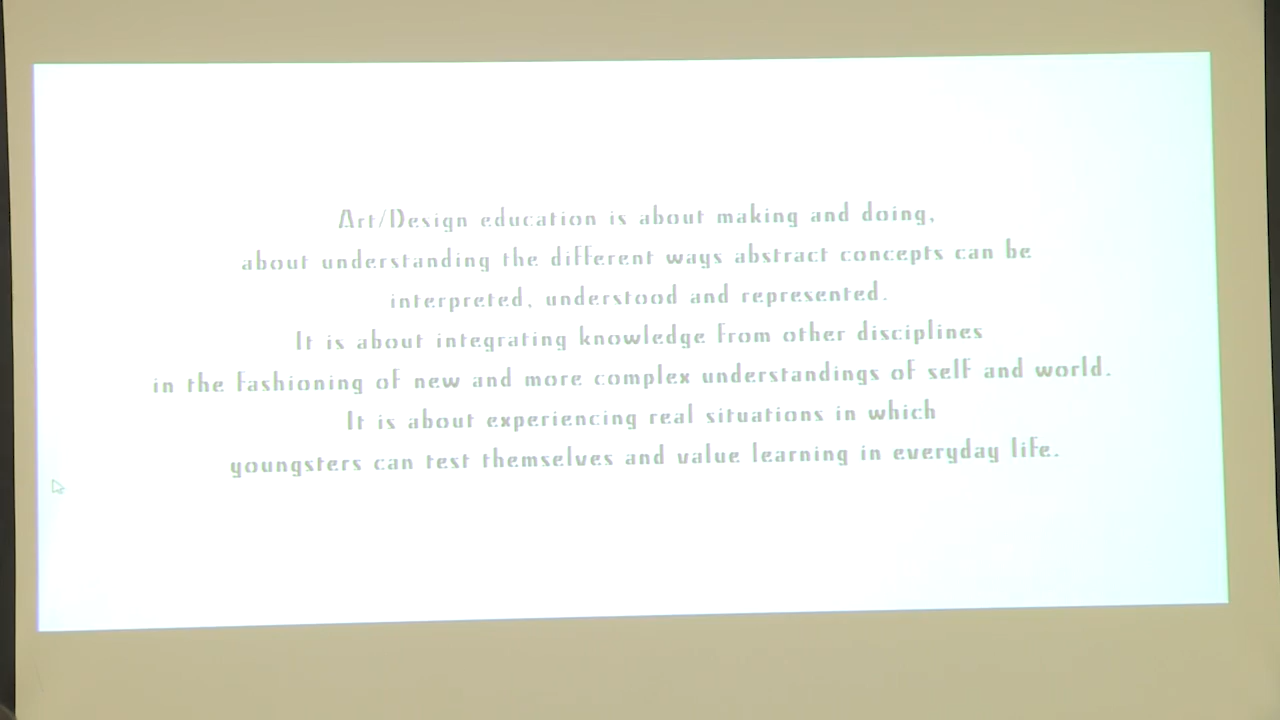 Art/Design education is about making and doing,
about understanding the different ways abstract concepts can be
interpreted, understood and represented.
It is about integrating knowledge from other disciplines
in the fashioning of new and more complex understandings of self and world.
It is about experiencing real situations in which
youngsters can test themselves and value learning in everyday life.